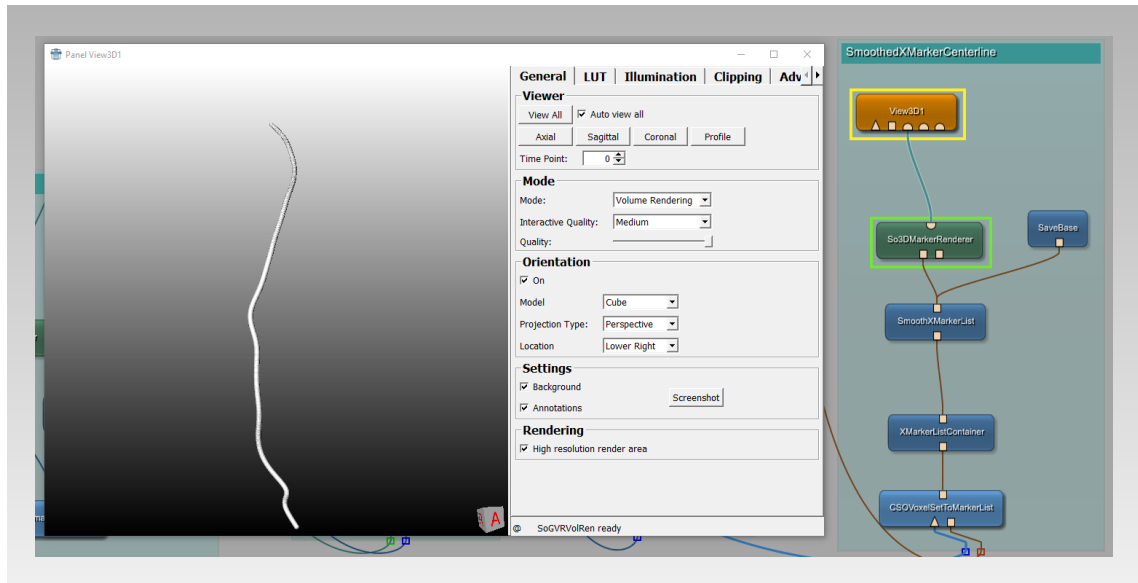 Panel View3D1
General
LUT
Illumination
Clipping
Adv
Viewer
View All
Auto view all
Axial
Sagittal
Coronal
Profile
Time Point:
0
Mode
Mode:
Volume Rendering
Interactive Quality:
Medium
Quality:
Orientation
On
Model
Cube
Projection Type:
Perspective
Location
Lower Right
Settings
Background
Screenshot
Annotations
Rendering
High resolution render area
@ SoGVRVolRen ready
A
SmoothedXMarkerCenterline
View3D1
So3DMarkerRenderer
SaveBase
SmoothXMarkerList
XMarkerListContainer
CSOVoxelSetToMarkerList